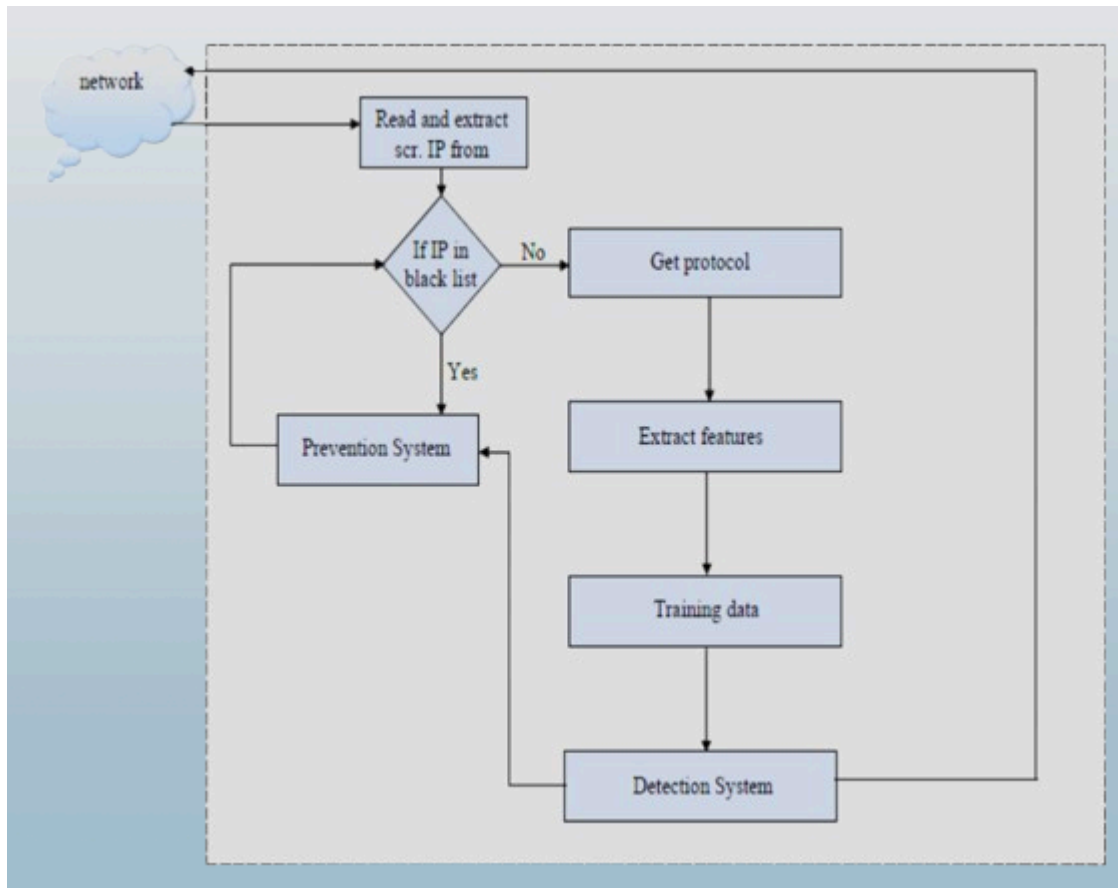 network
Read and extract
scr. IP from
If IP in
black list
No
Get protocol
Yes
Prevention System
Extract features
Training data
Detection System